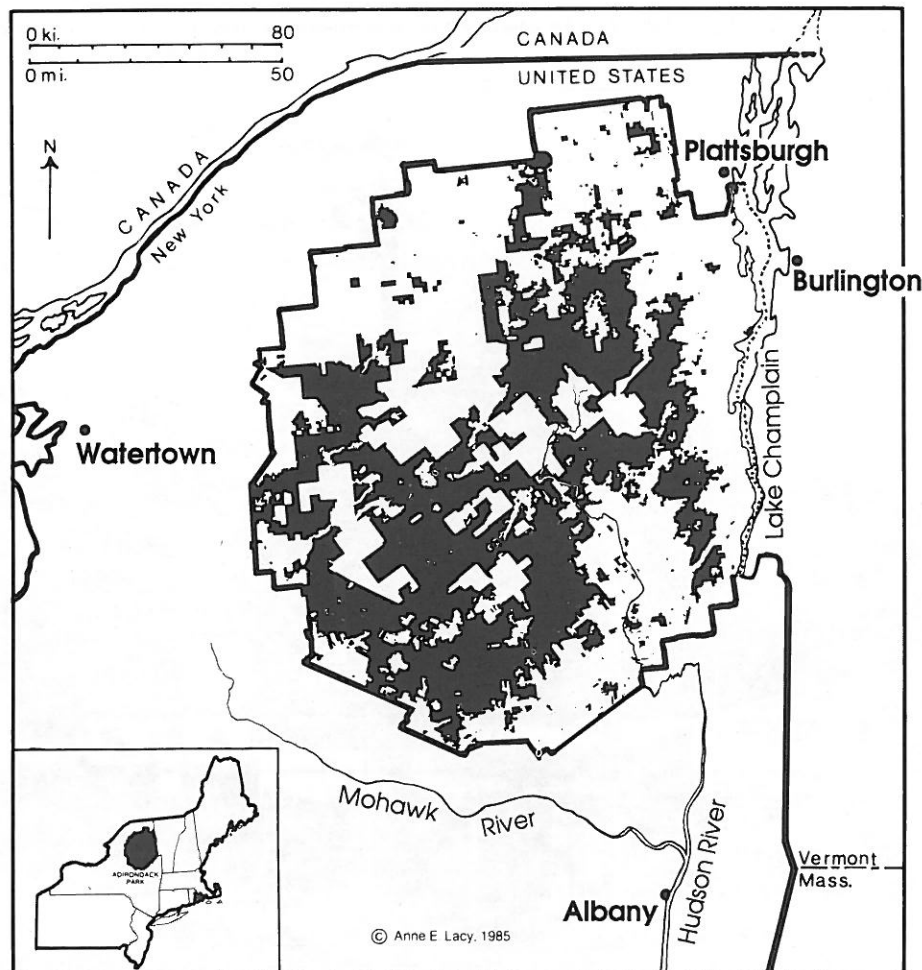 0 ki. 80
0 mi. 50
CANADA
UNITED STATES
N
CANADA
New York
Plattsburgh
Burlington
Lake Champlain
Watertown
Mohawk
River
Hudson River
Vermont
Mass.
Albany
ADIRONDACK
PARK
© Anne E Lacy, 1985